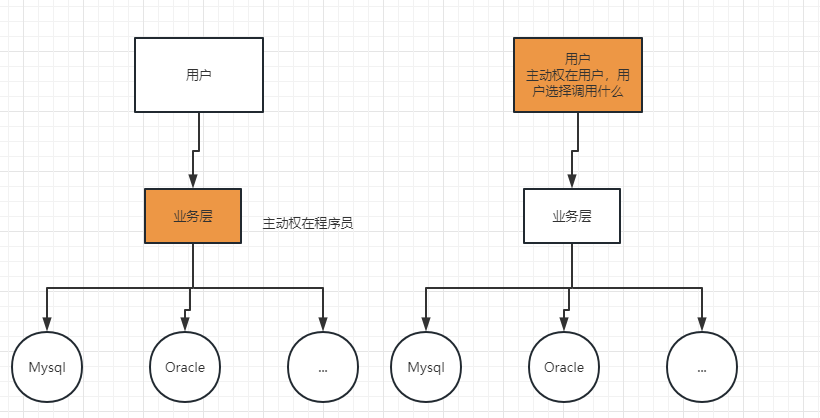 用户
用户
主动权在用户，用
户选择调用什么
业务层
主动权在程序员
业务层
Mysql
Oracle
...
Mysql
Oracle
...